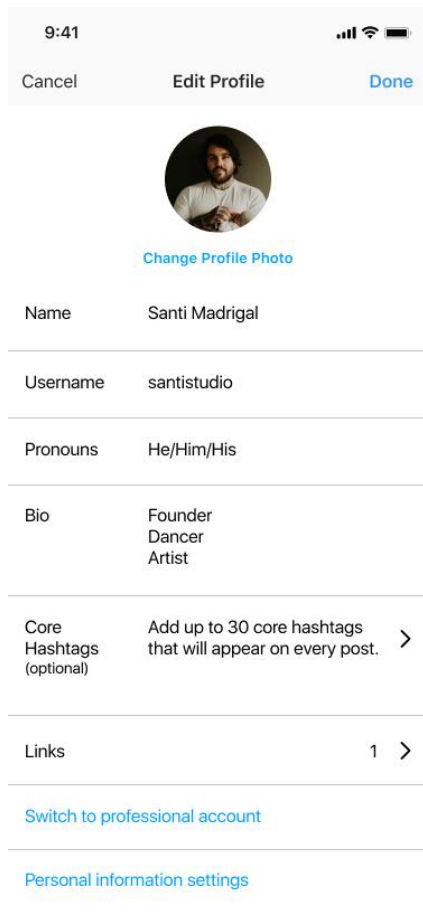 9:41
Cancel Edit Profile Done
Change Profile Photo
Name Santi Madrigal
Username santistudio
Pronouns He/Him/His
Bio Founder
Dancer
Artist
Core Add up to 30 core hashtags
Hashtags that will appear on every post.
(optional)
Links 1
Switch to professional account
Personal information settings